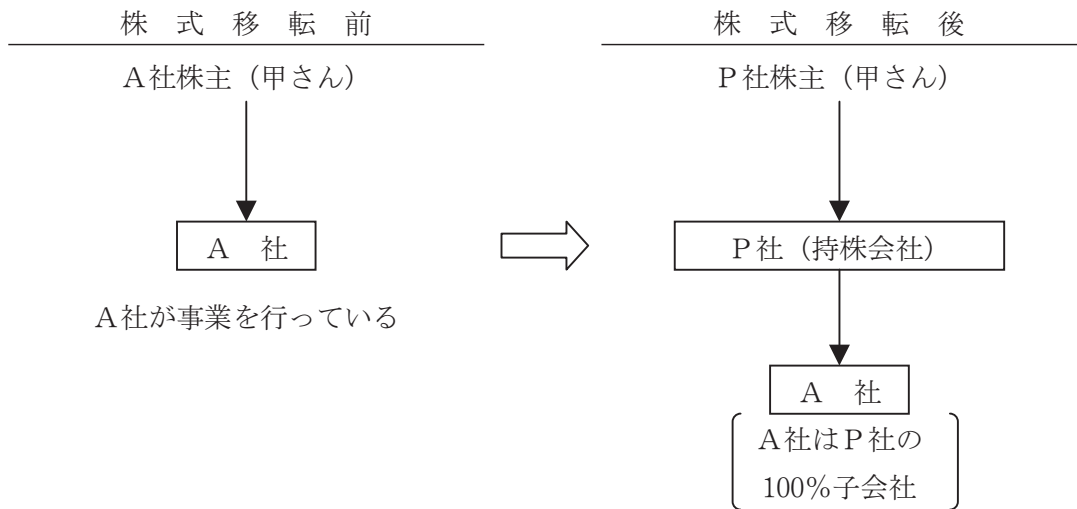 株式移転前
A社株主(甲さん)
A 社
A社が事業を行っている
株式移転後
P社株主(甲さん)
P社(持株会社)
A 社
A社はP社の
100%子会社